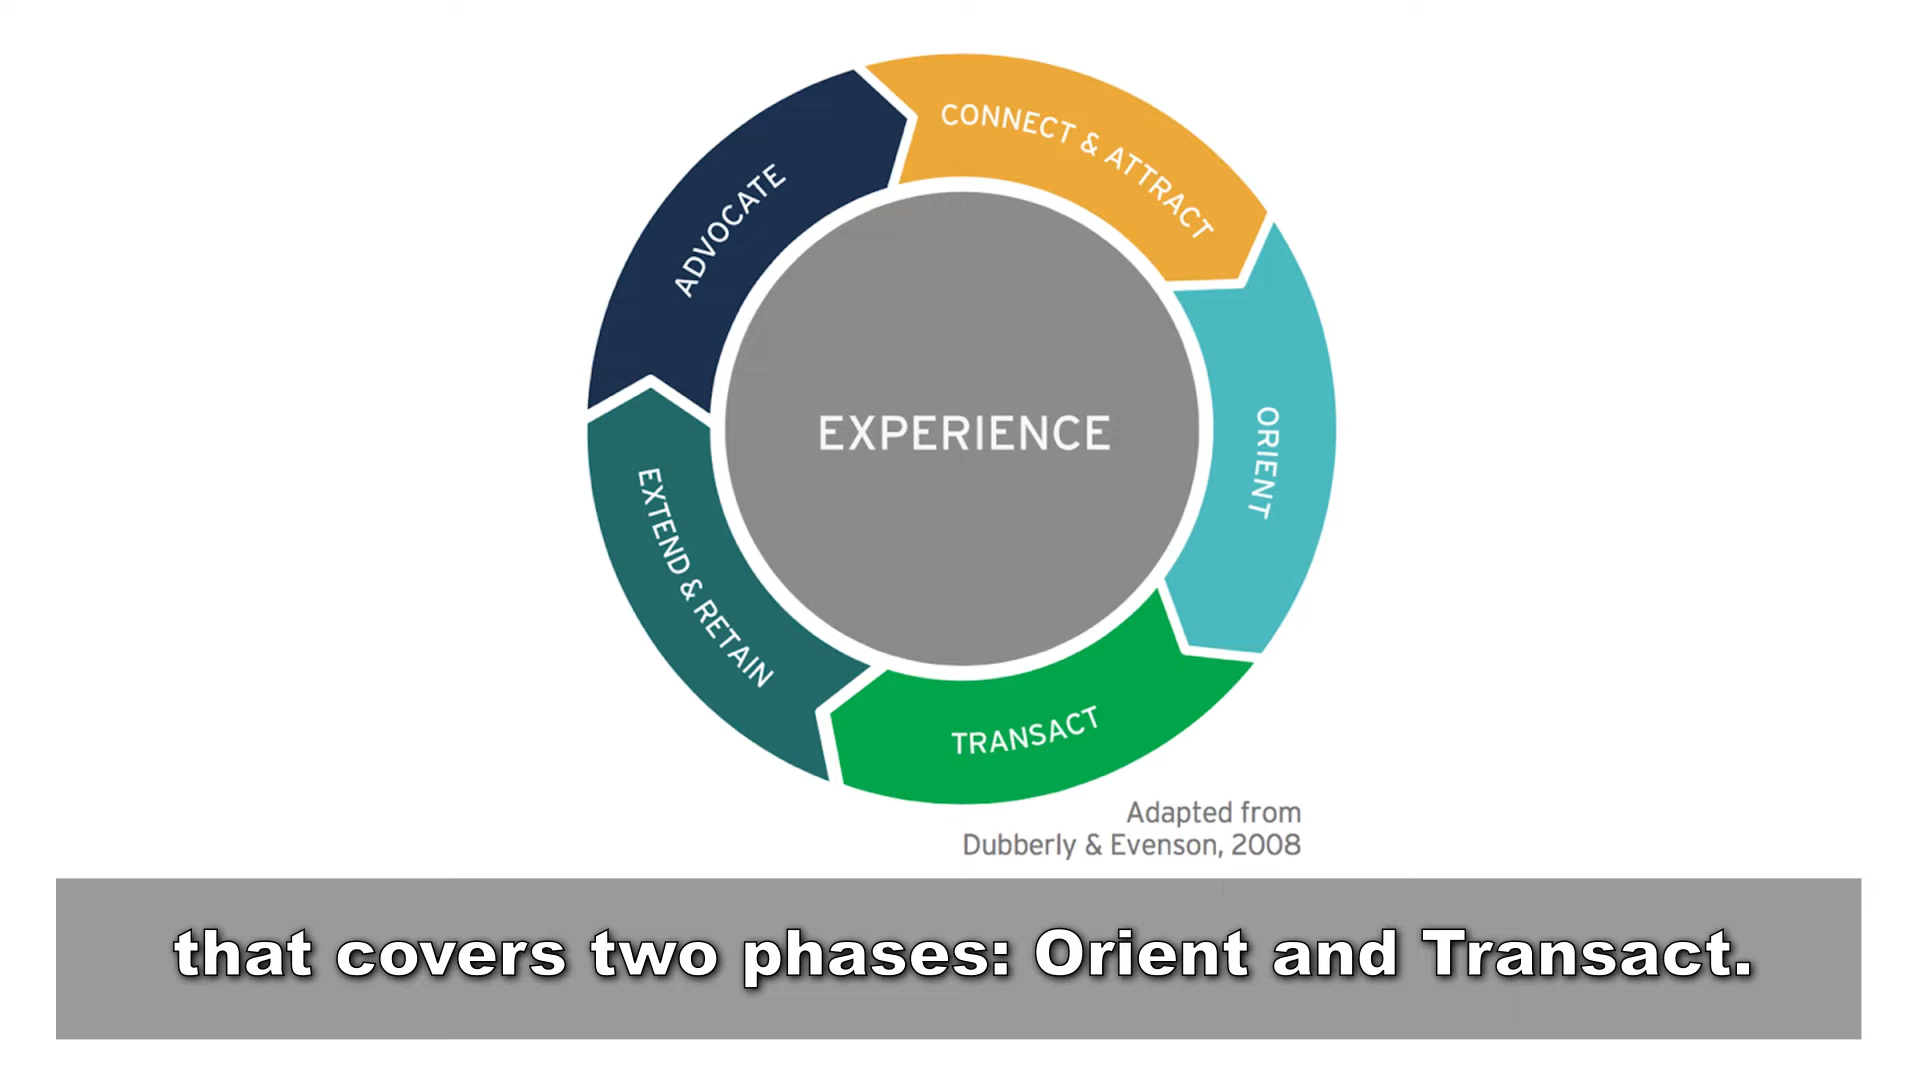 CONNECT & ATTRACT
ORIENT
TRANSACT
EXTEND & RETAIN
ADVOCATE
EXPERIENCE
Adapted from
Dubberly & Evenson, 2008
that covers two phases: Orient and Transact.